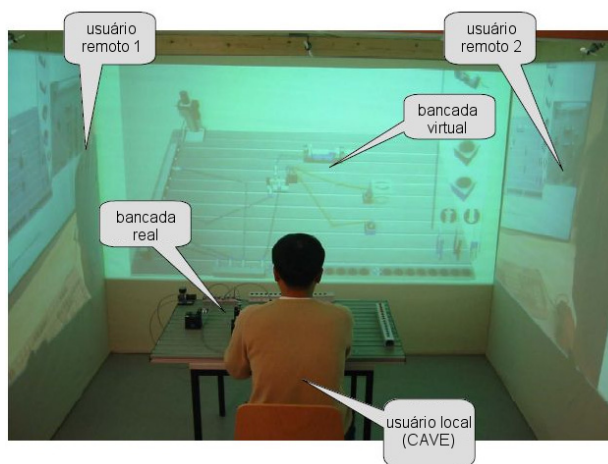 usuário
remoto 1
usuário
remoto 2
bancada
virtual
bancada
real
usuário local
(CAVE)